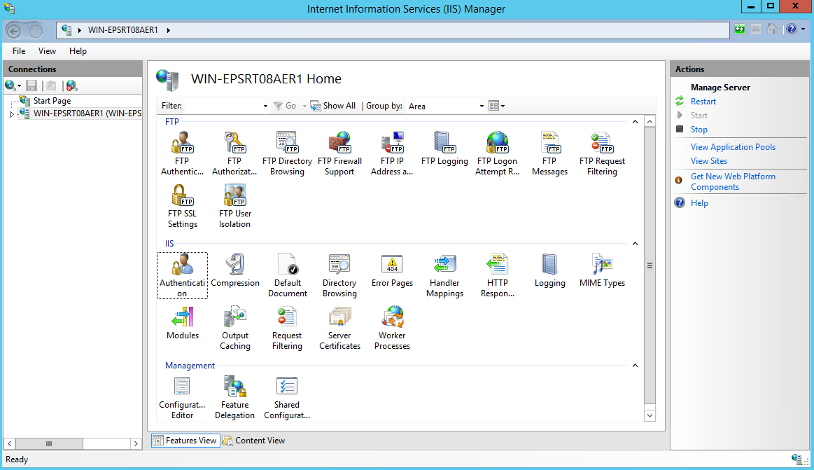 Internet Information Services (IIS) Manager
WIN-EPSRT08AER1
File View Help
Connections
Start Page
WIN-EPSRT08AER1 (WIN-EPS
WIN-EPSRT08AER1 Home
Filter: Go Show All Group by: Area
FTP
FTP Authentic...
FTP Authorizat...
FTP Directory Browsing
FTP Firewall Support
FTP IP Address a...
FTP Logging
FTP Logon Attempt R...
FTP Messages
FTP Request Filtering
FTP SSL Settings
FTP User Isolation
IIS
Authenticati on
Compression
Default Document
Directory Browsing
404
Error Pages
Handler Mappings
HTTP Respon...
Logging
MIME Types
Modules
Output Caching
Request Filtering
Server Certificates
Worker Processes
Management
Configurat... Editor
Feature Delegation
Shared Configurat...
Features View Content View
Actions
Manage Server
Restart
Start
Stop
View Application Pools
View Sites
Get New Web Platform
Components
Help
Ready